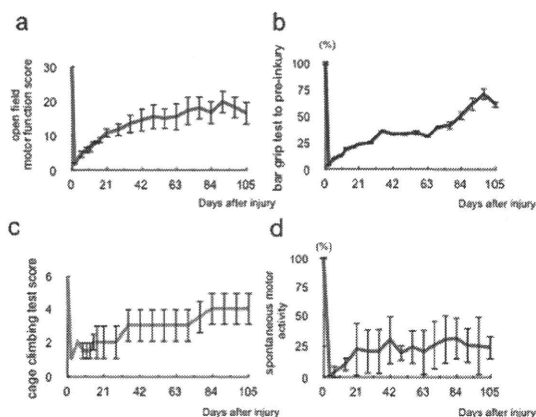 a
open field
motor function score
30
20
10
0
0 21 42 63 84 105
Days after injury
b
(%)
bar grip test to pre-inkury
100
75
50
25
0
0 21 42 63 84 105
Days after injury
c
cage climbing test score
6
4
2
0
0 21 42 63 84 105
Days after injury
d
(%)
spontaneous motor
activity
100
75
50
25
0
0 21 42 63 84 105
Days after injury